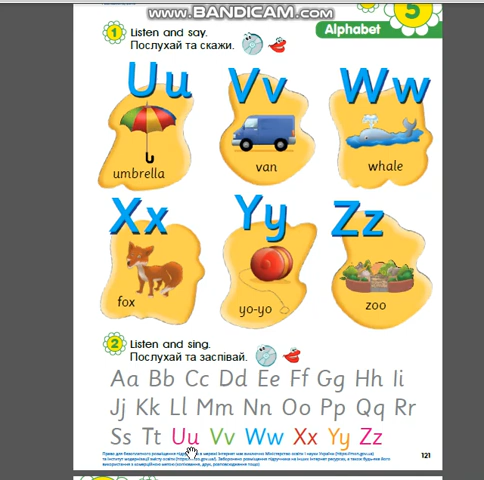 www.BANDICAM.com
5
Alphabet
1 Listen and say.
Послухай та скажи.
Uu
Vv
Ww
umbrella
van
whale
Xx
Yy
Zz
fox
yo-yo
zoo
2 Listen and sing.
Послухай та заспівай.
Aa Bb Cc Dd Ee Ff Gg Hh Ii
Jj Kk Ll Mm Nn Oo Pp Qq Rr
Ss Tt Uu Vv Ww Xx Yy Zz
121